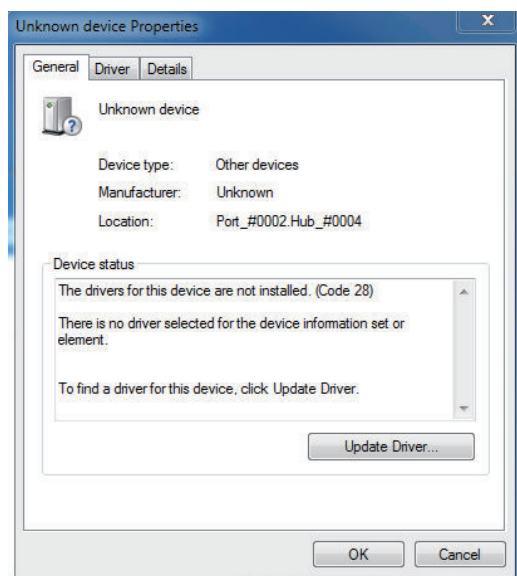 Unknown device Properties
General Driver Details
Unknown device
Device type: Other devices
Manufacturer: Unknown
Location: Port_#0002.Hub_#0004
Device status
The drivers for this device are not installed. (Code 28)
There is no driver selected for the device information set or
element.
To find a driver for this device, click Update Driver.
Update Driver...
OK Cancel